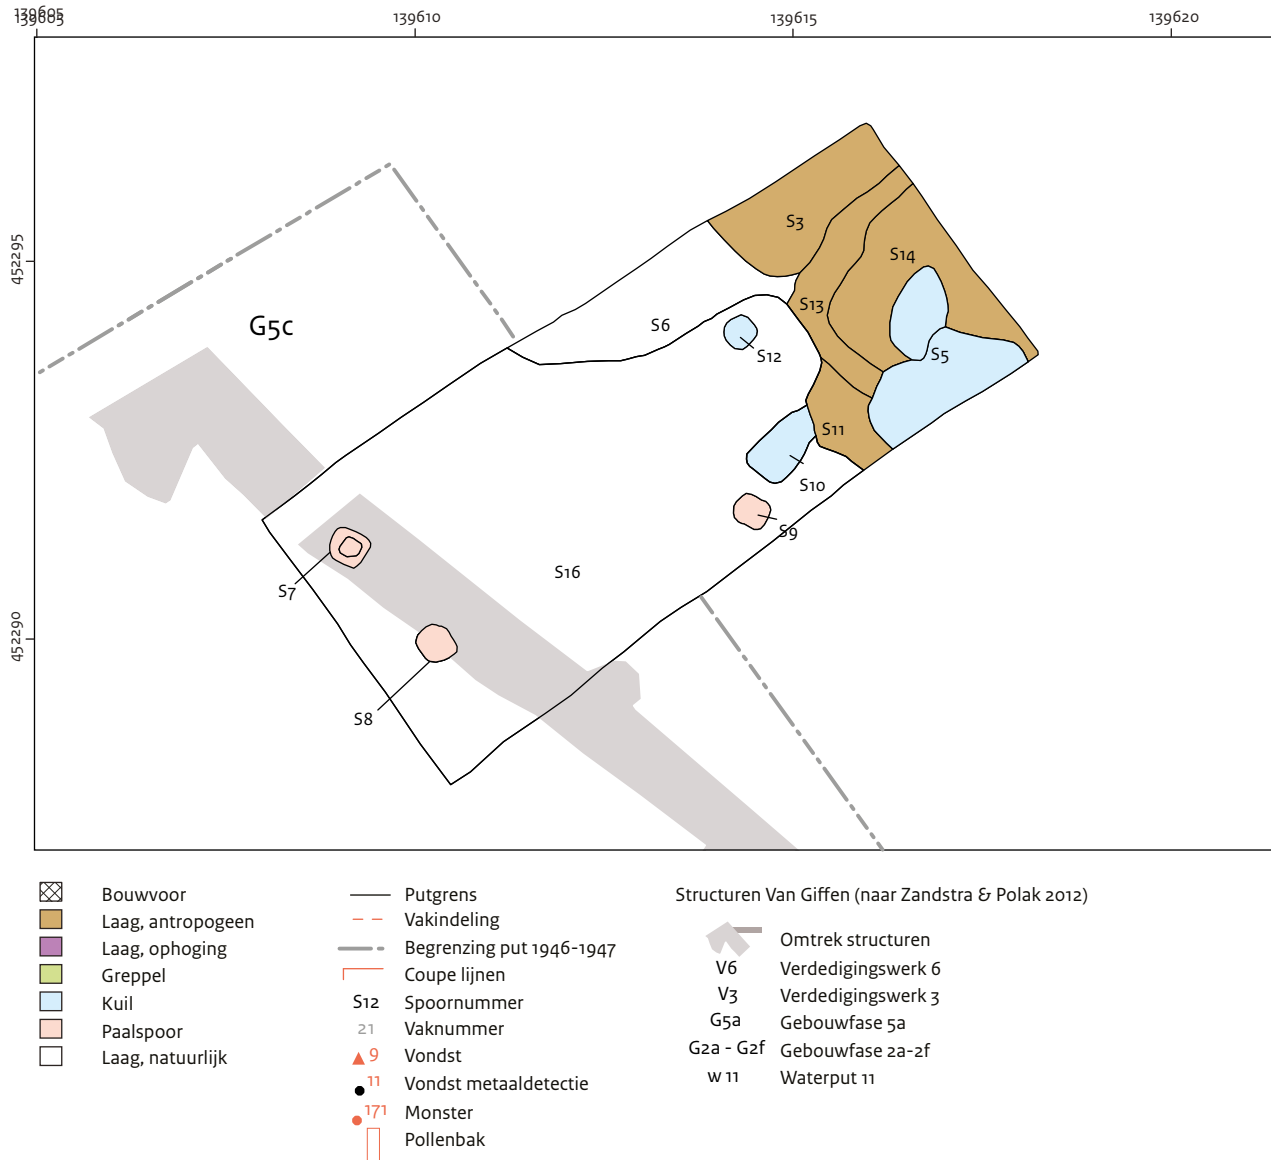 139605 139610 139615 139620
452295
452290
G5c
S3
S14
S13
S6
S12
S5
S11
S10
S9
S16
S7
S8
Bouwvoor
Laag, antropogeen
Laag, ophoging
Greppel
Kuil
Paalspoor
Laag, natuurlijk
Putgrens
Vakindeling
Begrenzing put 1946-1947
Coupe lijnen
S12 Spoornummer
21 Vaknummer
9 Vondst
11 Vondst metaaldetectie
171 Monster
Pollenbak
Structuren Van Giffen (naar Zandstra & Polak 2012)
Omtrek structuren
V6 Verdedigingswerk 6
V3 Verdedigingswerk 3
G5a Gebouwfase 5a
G2a - G2f Gebouwfase 2a-2f
w 11 Waterput 11